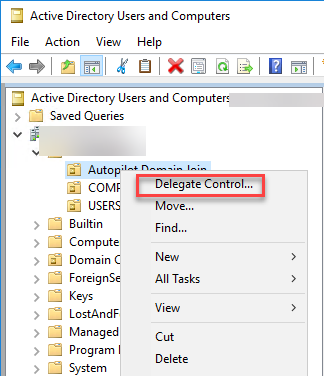 Active Directory Users and Computers
File Action View Help
Active Directory Users and Computers
Saved Queries
Autopilot Domain Join
COMP
USERS
Builtin
Compute
Domain C
ForeignSe
Keys
LostAndF
Managed
Program
System
Delegate Control...
Move...
Find...
New
All Tasks
View
Cut
Delete